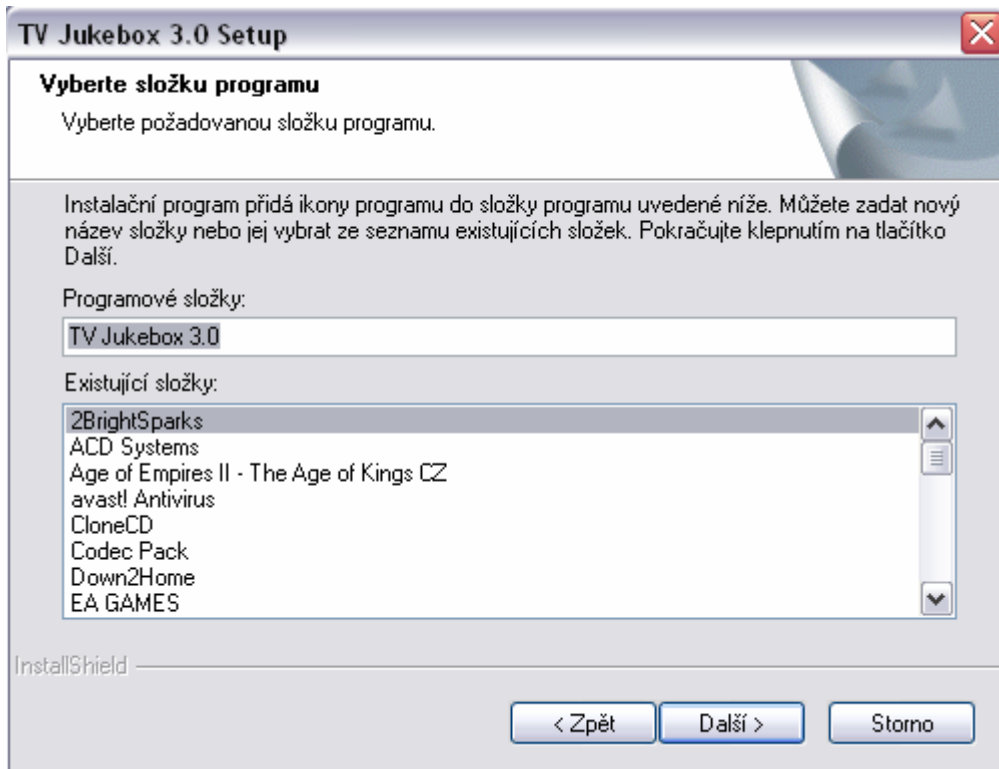 TV Jukebox 3.0 Setup
Vyberte složku programu
Vyberte požadovanou složku programu.
Instalační program přidá ikony programu do složky programu uvedené níže. Můžete zadat nový
název složky nebo jej vybrat ze seznamu existujících složek. Pokračujte klepnutím na tlačítko
Další.
Programové složky:
TV Jukebox 3.0
Existující složky:
2BrightSparks
ACD Systems
Age of Empires II - The Age of Kings CZ
avast! Antivirus
CloneCD
Codec Pack
Down2Home
EA GAMES
InstallShield
< Zpět Další > Storno